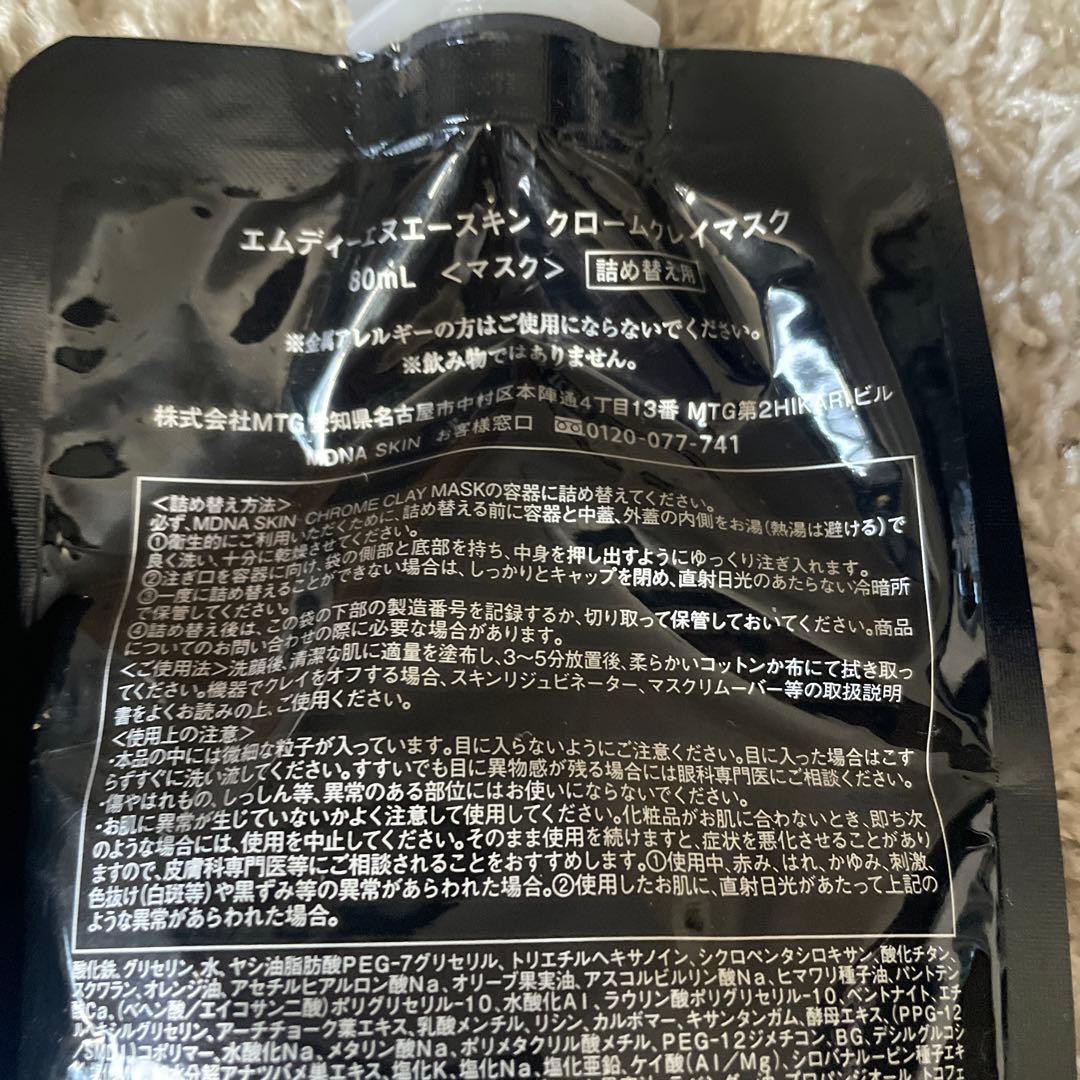 エムディーエヌエースキン クロームクレイマスク
80mL <マスク> 詰め替え用
※金属アレルギーの方はご使用にならないでください。
※飲み物ではありません。
株式会社MTG 愛知県名古屋市中村区本陣通4丁目13番 MTG第2HIKARIビル
MDNA SKIN お客様窓口 0120-077-741
<詰め替え方法>
必ず、MDNA SKIN CHROME CLAY MASKの容器に詰め替えてください。
①衛生的にご利用いただくために、詰め替える前に容器と中蓋、外蓋の内側をお湯(熱湯は避ける)で
良く洗い、十分に乾燥させてください。
②注ぎ口を容器に向け、袋の側部と底部を持ち、中身を押し出すようにゆっくり注ぎ入れます。
③一度に詰め替えることができない場合は、しっかりとキャップを閉め、直射日光のあたらない冷暗所
で保管してください。
④詰め替え後は、この袋の下部の製造番号を記録するか、切り取って保管しておいてください。商品
についてのお問い合わせの際に必要な場合があります。
<ご使用法>洗顔後、清潔な肌に適量を塗布し、3～5分放置後、柔らかいコットンか布にて拭き取っ
てください。機器でクレイをオフする場合、スキンリジュビネーター、マスクリムーバー等の取扱説明
書をよくお読みの上、ご使用ください。
<使用上の注意>
・本品の中には微細な粒子が入っています。目に入らないようにご注意ください。目に入った場合はこす
らずすぐに洗い流してください。すすいでも目に異物感が残る場合には眼科専門医にご相談ください。
・傷やはれもの、しっしん等、異常のある部位にはお使いにならないでください。
・お肌に異常が生じていないかよく注意して使用してください。化粧品がお肌に合わないとき、即ち次
のような場合には、使用を中止してください。そのまま使用を続けますと、症状を悪化させることがあり
ますので、皮膚科専門医等にご相談されることをおすすめします。①使用中、赤み、はれ、かゆみ、刺激、
色抜け(白斑等)や黒ずみ等の異常があらわれた場合。②使用したお肌に、直射日光があたって上記の
ような異常があらわれた場合。
酸化鉄、グリセリン、水、ヤシ油脂肪酸PEG-7グリセリル、トリエチルヘキサノイン、シクロペンタシロキサン、酸化チタン、
スクワラン、オレンジ油、アセチルヒアルロン酸Na、オリーブ果実油、アスコルビルリン酸Na、ヒマワリ種子油、パンテン
酸Ca、(ベヘン酸/エイコサン二酸)ポリグリセリル-10、水酸化Al、ラウリン酸ポリグリセリル-10、ベントナイト、エチ
ルヘキシルグリセリン、アーチチョーク葉エキス、乳酸メンチル、リシン、カルボマー、キサンタンガム、酵母エキス、(PPG-12
/SMDI)コポリマー、水酸化Na、メタリン酸Na、ポリメタクリル酸メチル、PEG-12ジメチコン、BG、デシルグルコシ
水分解アナツバメ巣エキス、塩化K、塩化Na、塩化亜鉛、ケイ酸(Al/Mg)、シロバナルーピン種子エキ